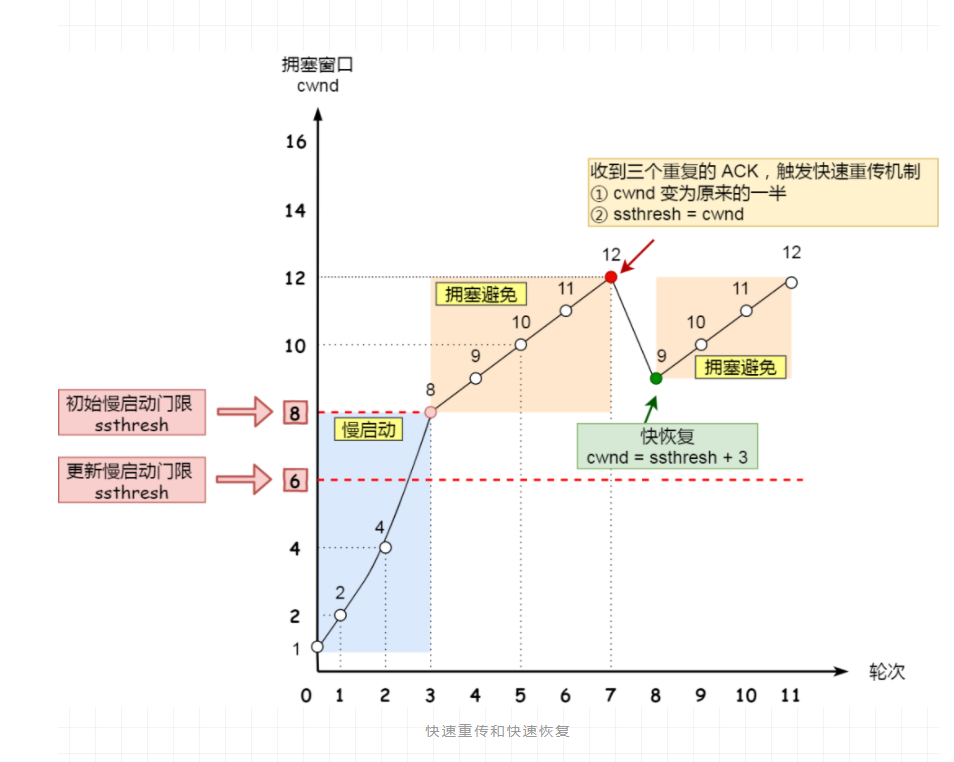 拥塞窗口
cwnd
16
14
12
10
8
6
4
2
1
收到三个重复的 ACK，触发快速重传机制
① cwnd 变为原来的一半
② ssthresh = cwnd
初始慢启动门限
ssthresh
更新慢启动门限
ssthresh
慢启动
2
4
8
拥塞避免
9
10
11
12
9
10
11
12
拥塞避免
快恢复
cwnd = ssthresh + 3
0 1 2 3 4 5 6 7 8 9 10 11
轮次
快速重传和快速恢复